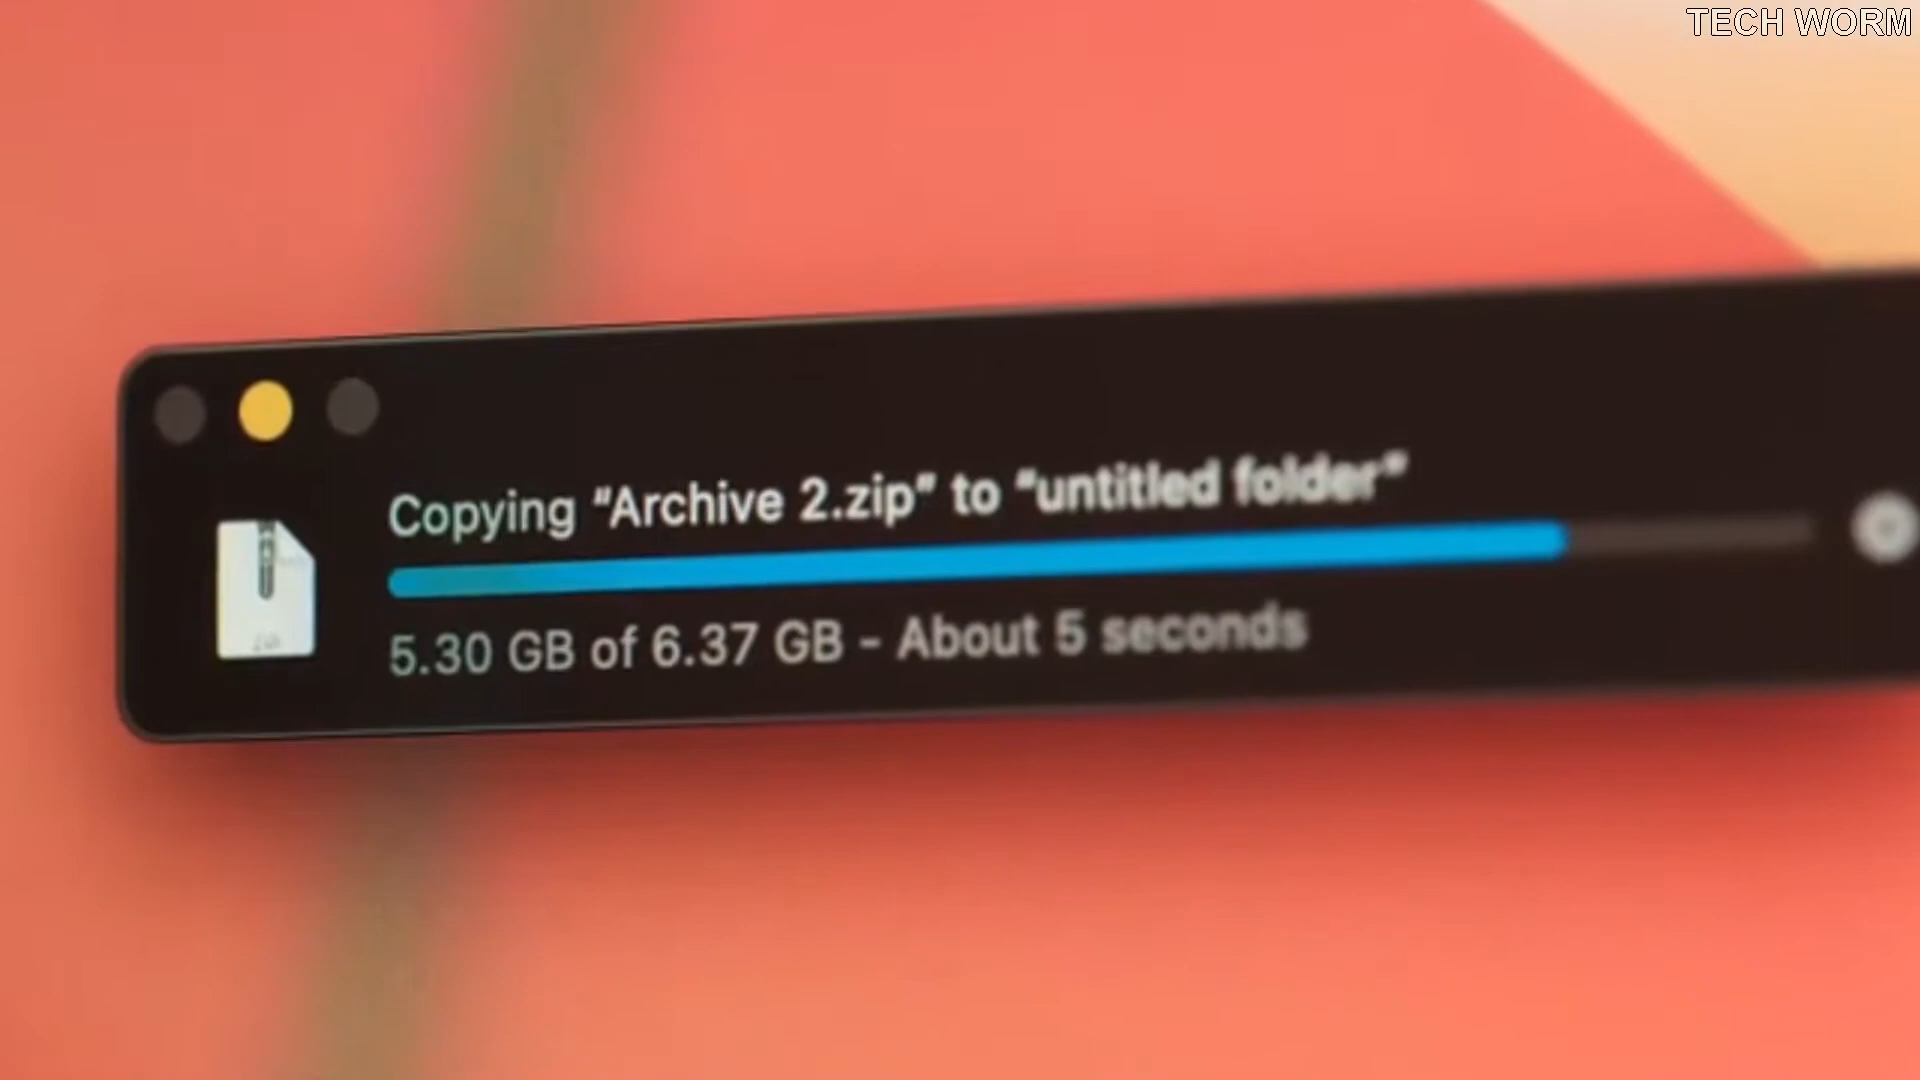 TECH WORM
Copying “Archive 2.zip” to “untitled folder”
5.30 GB of 6.37 GB - About 5 seconds